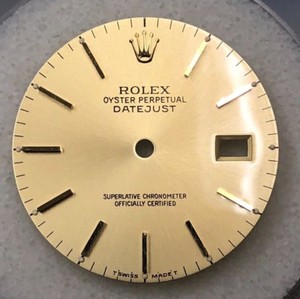 ROLEX
OYSTER PERPETUAL
DATEJUST
SUPERLATIVE CHRONOMETER
OFFICIALLY CERTIFIED
T SWISS MADE T